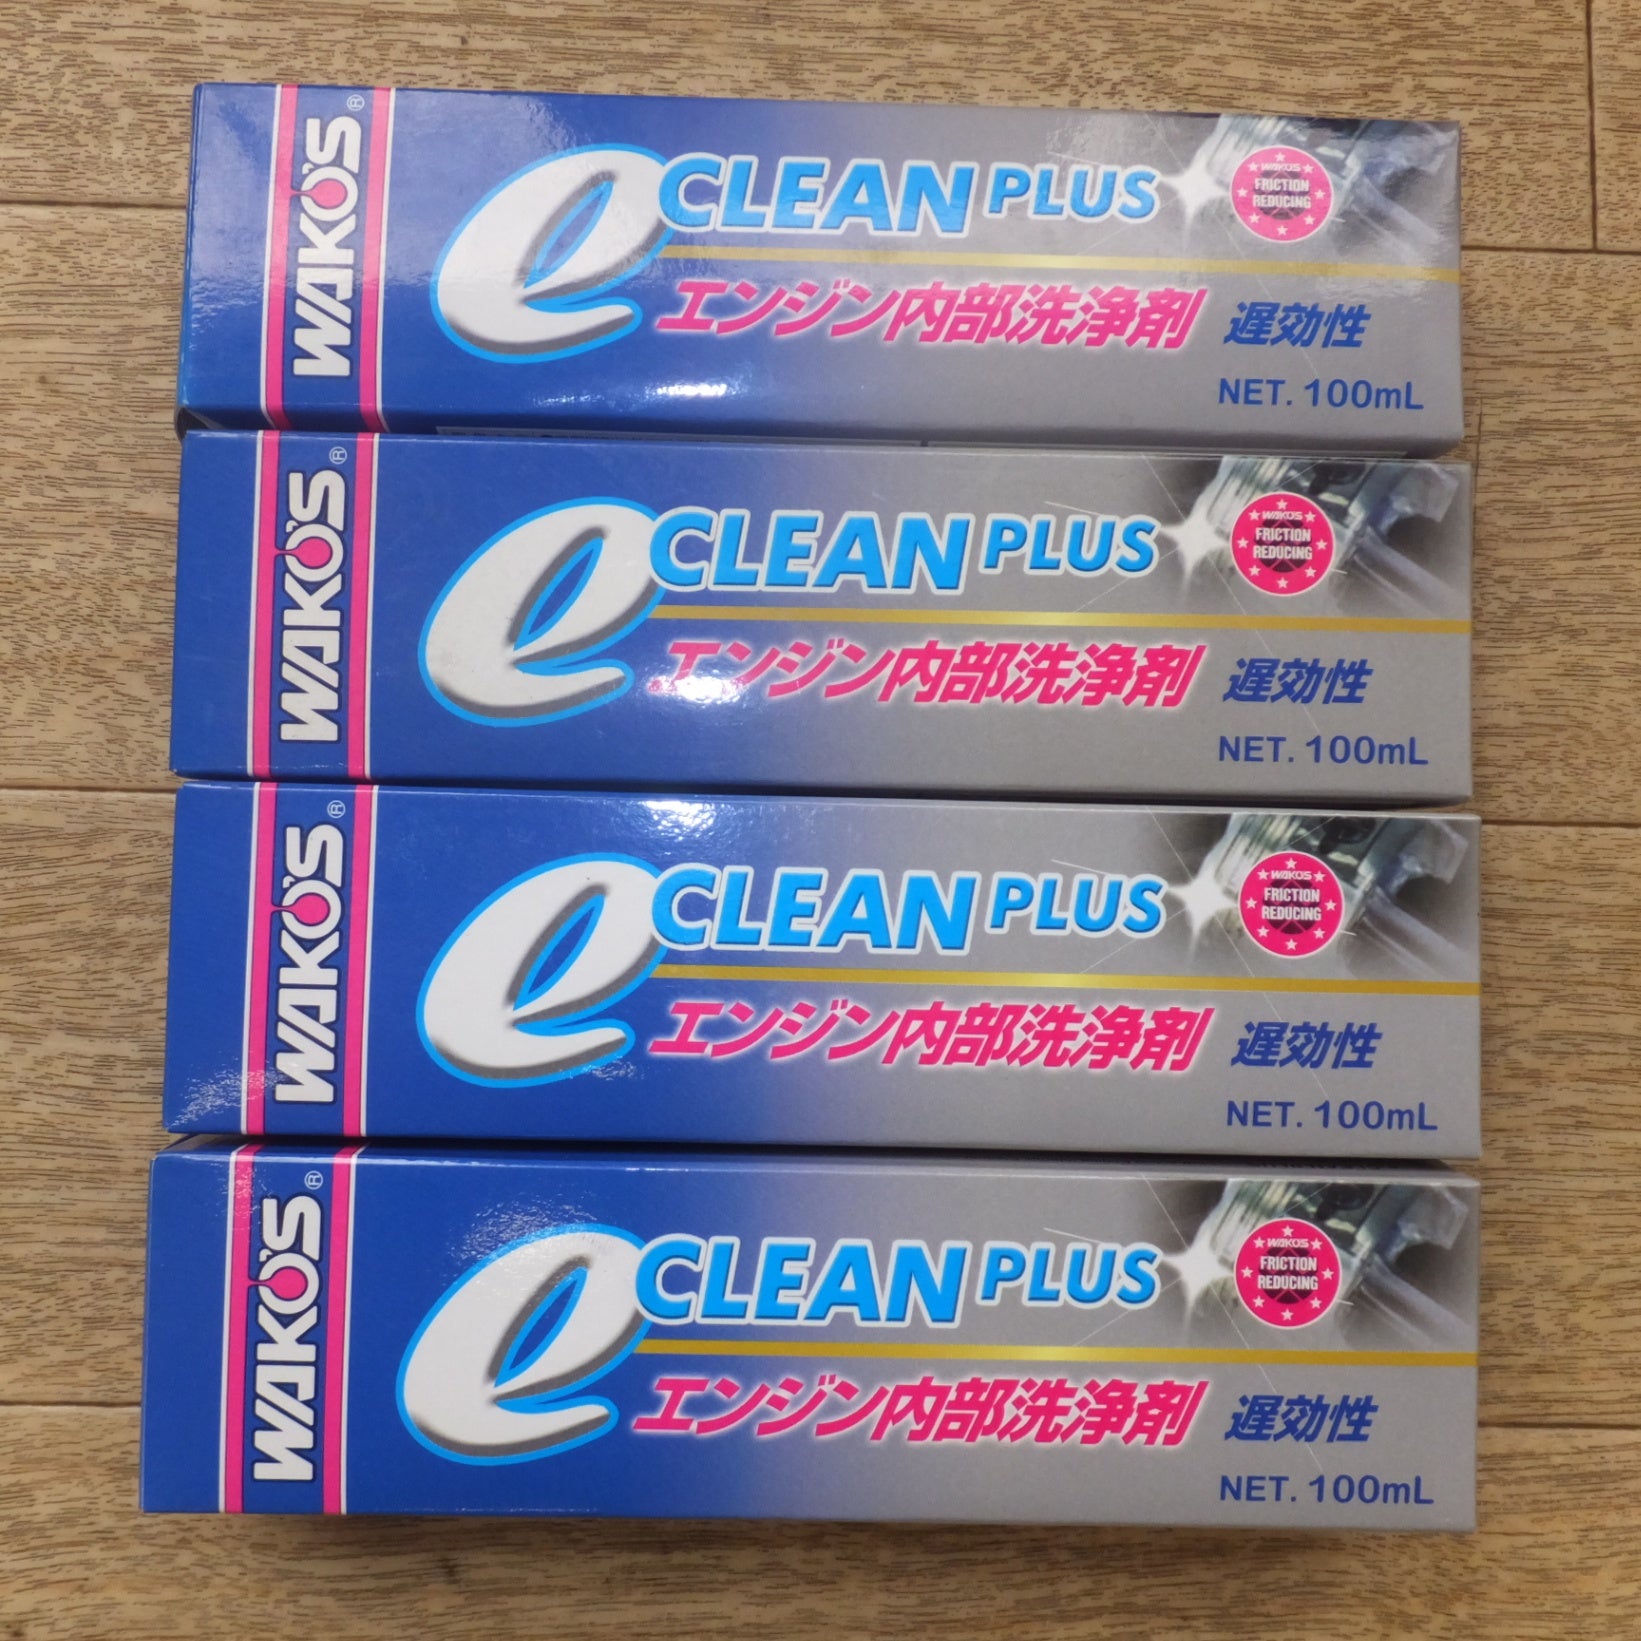 WAKO'S®
e CLEAN PLUS
WAKO'S
FRICTION
REDUCING
エンジン内部洗浄剤 遅効性
NET. 100mL
WAKO'S®
e CLEAN PLUS
WAKO'S
FRICTION
REDUCING
エンジン内部洗浄剤 遅効性
NET. 100mL
WAKO'S®
e CLEAN PLUS
WAKO'S
FRICTION
REDUCING
エンジン内部洗浄剤 遅効性
NET. 100mL
WAKO'S®
e CLEAN PLUS
WAKO'S
FRICTION
REDUCING
エンジン内部洗浄剤 遅効性
NET. 100mL